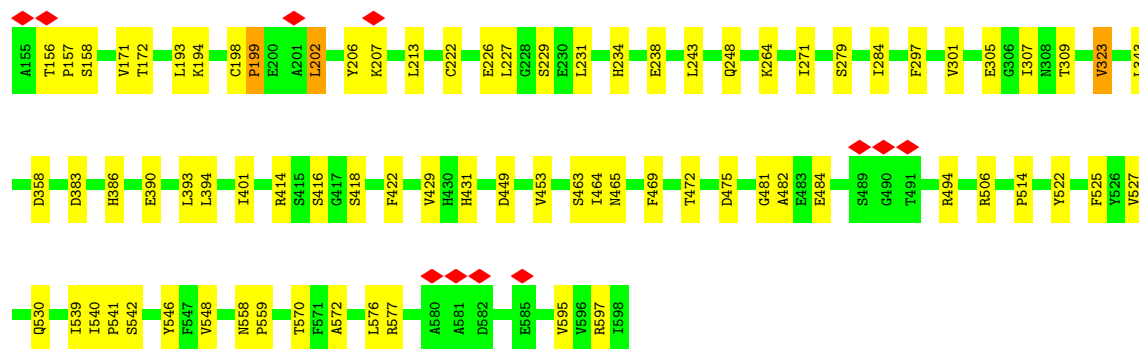 A155 T156 P157 S158 V171 T172 L193 K194 C198 P199 E200 A201 L202 Y206 K207 L213 C222 E226 L227 G228 S229 E230 L231 H234 E238 L243 Q248 K264 I271 S279 I284 F297 V301 E305 G306 I307 N308 T309 V323 L343
D358 D383 H386 E390 L393 L394 I401 R414 S415 S416 G417 S418 F422 V429 H430 H431 D449 V453 S463 I464 N465 F469 T472 D475 G481 A482 E483 E484 S489 G490 T491 R494 R506 P514 Y522 F525 Y526 V527
Q530 I539 I540 P541 S542 Y546 F547 V548 N558 P559 T570 F571 A572 L576 R577 A580 A581 D582 E585 V595 V596 R597 I598